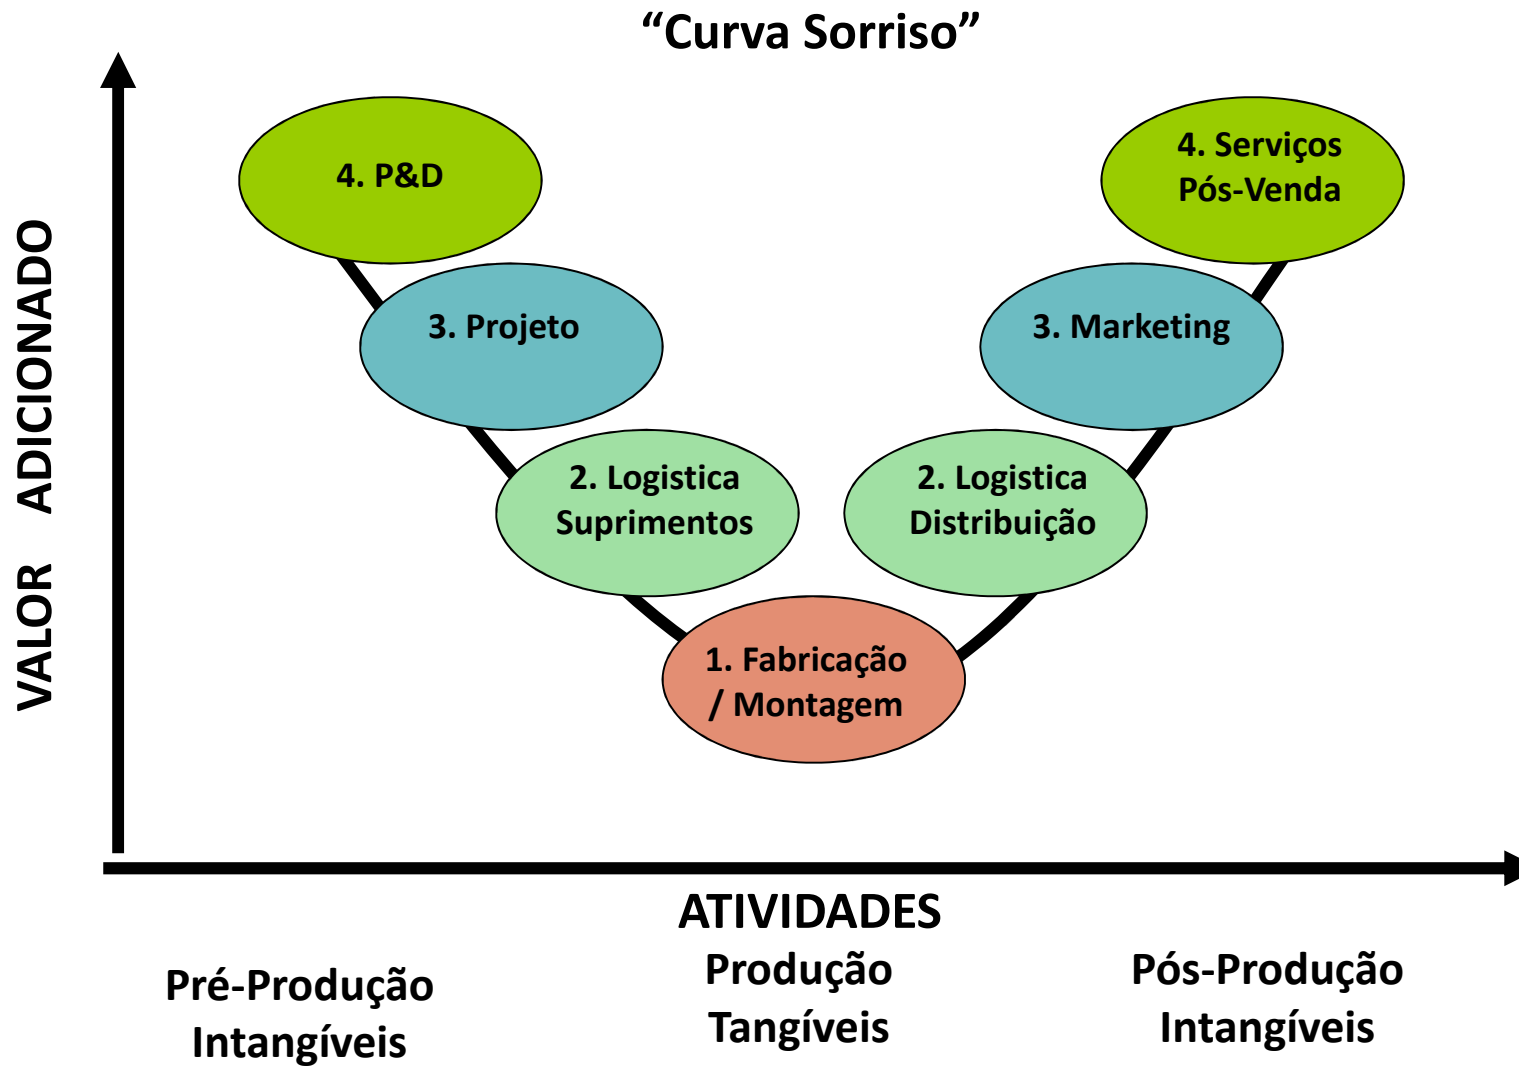 “Curva Sorriso”
VALOR ADICIONADO
4. P&D
4. Serviços
Pós-Venda
3. Projeto
3. Marketing
2. Logistica
Suprimentos
2. Logistica
Distribuição
1. Fabricação
/ Montagem
ATIVIDADES
Pré-Produção
Intangíveis
Produção
Tangíveis
Pós-Produção
Intangíveis